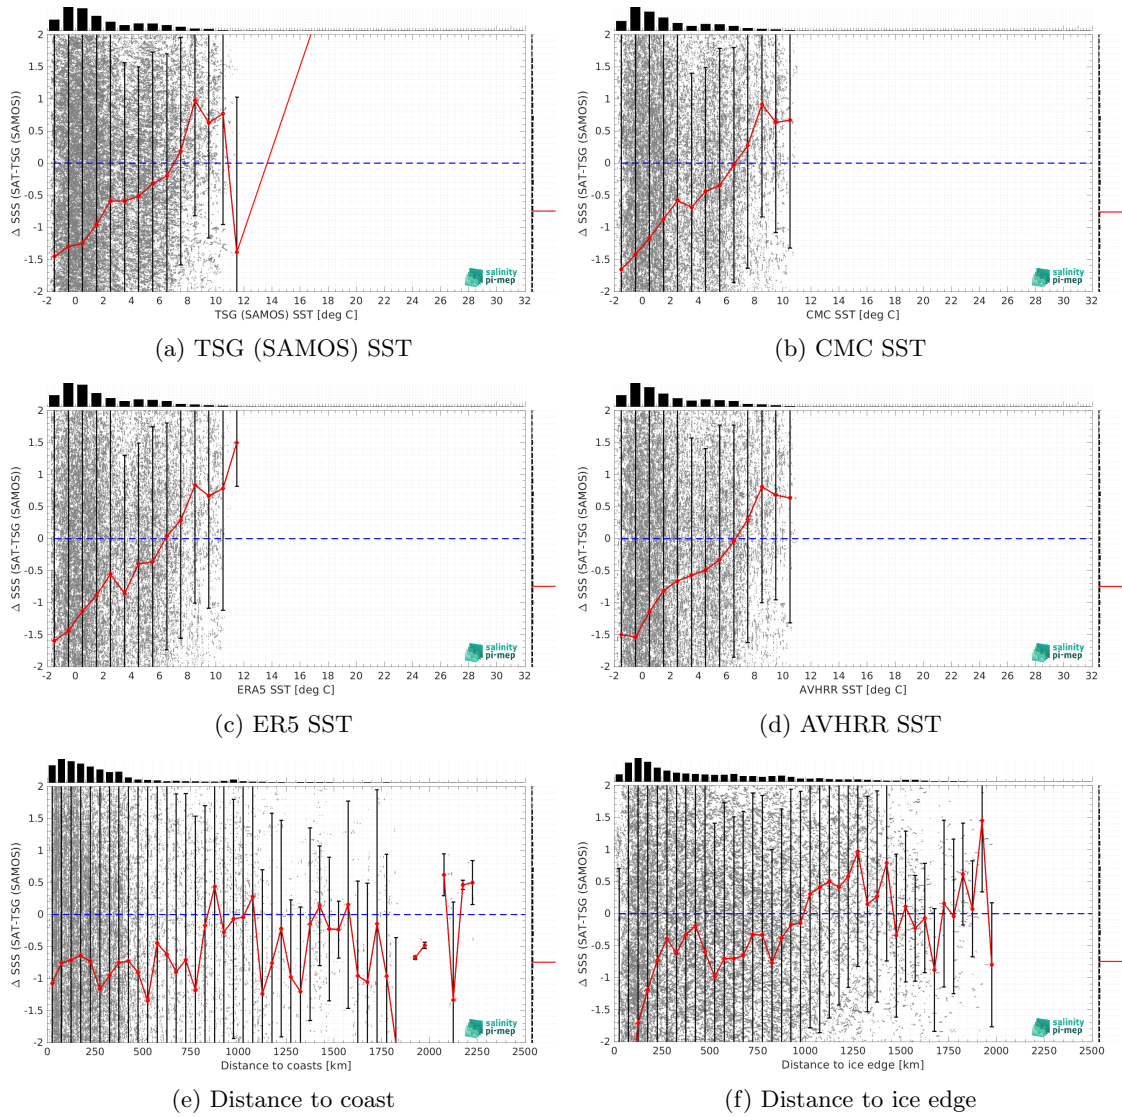 2
1.5
1
0.5
0
-0.5
-1
-1.5
-2
Δ SSS (SAT-TSG (SAMOS))
-2 0 2 4 6 8 10 12 14 16 18 20 22 24 26 28 30 32
TSG (SAMOS) SST [deg C]
salinity
pi-mep
(a) TSG (SAMOS) SST
2
1.5
1
0.5
0
-0.5
-1
-1.5
-2
Δ SSS (SAT-TSG (SAMOS))
-2 0 2 4 6 8 10 12 14 16 18 20 22 24 26 28 30 32
CMC SST [deg C]
salinity
pi-mep
(b) CMC SST
2
1.5
1
0.5
0
-0.5
-1
-1.5
-2
Δ SSS (SAT-TSG (SAMOS))
-2 0 2 4 6 8 10 12 14 16 18 20 22 24 26 28 30 32
ERA5 SST [deg C]
salinity
pi-mep
(c) ER5 SST
2
1.5
1
0.5
0
-0.5
-1
-1.5
-2
Δ SSS (SAT-TSG (SAMOS))
-2 0 2 4 6 8 10 12 14 16 18 20 22 24 26 28 30 32
AVHRR SST [deg C]
salinity
pi-mep
(d) AVHRR SST
2
1.5
1
0.5
0
-0.5
-1
-1.5
-2
Δ SSS (SAT-TSG (SAMOS))
0 250 500 750 1000 1250 1500 1750 2000 2250 2500
Distance to coasts [km]
salinity
pi-mep
(e) Distance to coast
2
1.5
1
0.5
0
-0.5
-1
-1.5
-2
Δ SSS (SAT-TSG (SAMOS))
0 250 500 750 1000 1250 1500 1750 2000 2250 2500
Distance to ice edge [km]
salinity
pi-mep
(f) Distance to ice edge